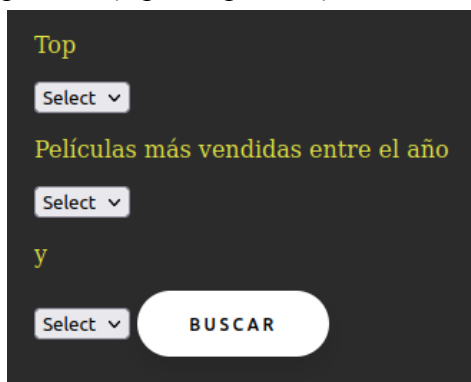 Top
Select
Películas más vendidas entre el año
Select
y
Select BUSCAR